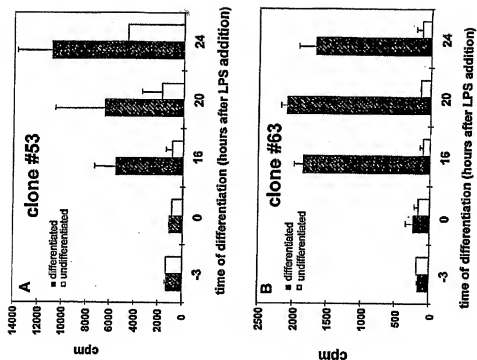 A
clone #53
■ differentiated
□ undifferentiated
cpm
14000
12000
10000
8000
6000
4000
2000
0
-3 0 16 20 24
time of differentiation (hours after LPS addition)
B
clone #63
■ differentiated
□ undifferentiated
cpm
2500
2000
1500
1000
500
0
-3 0 16 20 24
time of differentiation (hours after LPS addition)